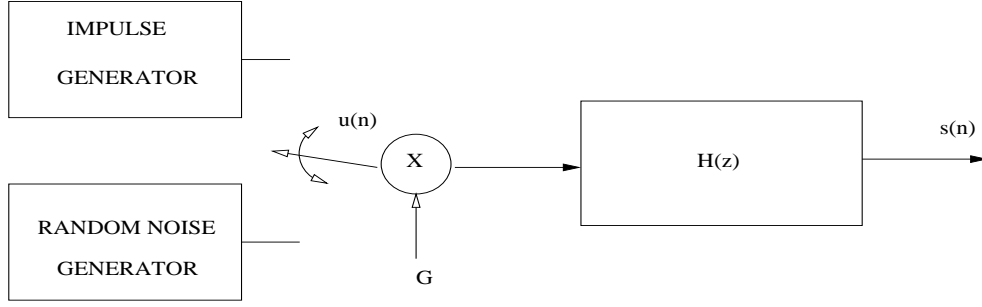 IMPULSE
GENERATOR
u(n)
s(n)
X
H(z)
RANDOM NOISE
GENERATOR
G